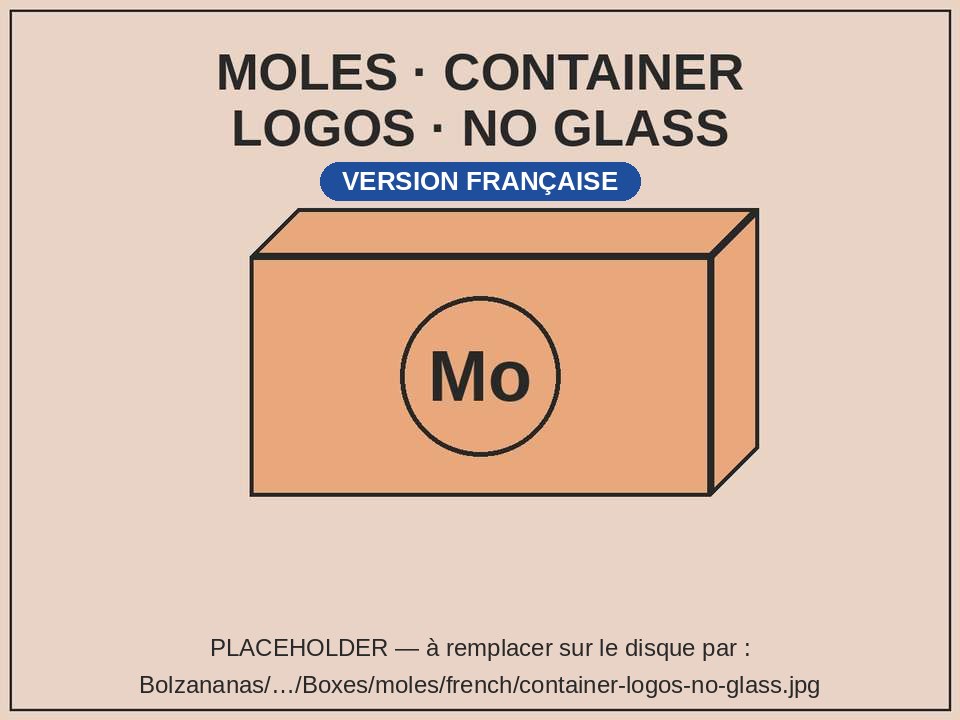 MOLES · CONTAINER
LOGOS · NO GLASS
VERSION FRANÇAISE
Mo
PLACEHOLDER — à remplacer sur le disque par :
Bolzananas/…/Boxes/moles/french/container-logos-no-glass.jpg